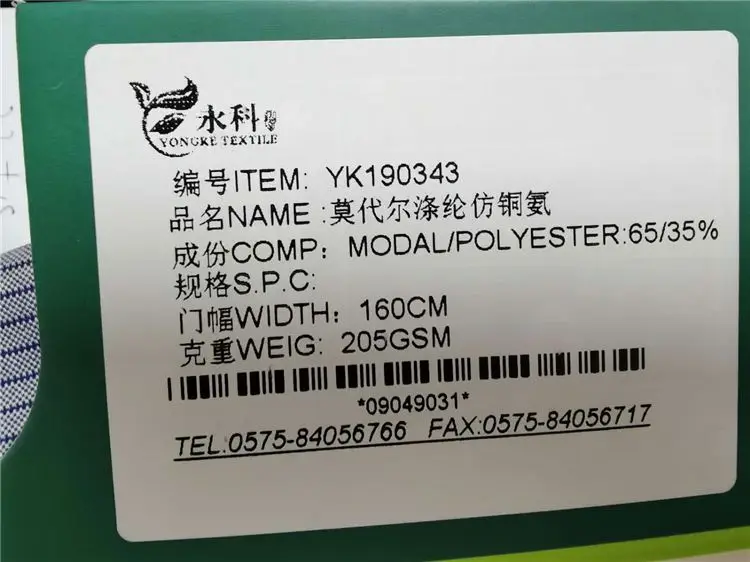 永科
YONGKE TEXTILE
编号ITEM: YK190343
品名NAME :莫代尔涤纶仿铜氨
成份COMP: MODAL/POLYESTER:65/35%
规格S.P.C:
门幅WIDTH: 160CM
克重WEIG: 205GSM
*09049031*
TEL:0575-84056766 FAX:0575-84056717